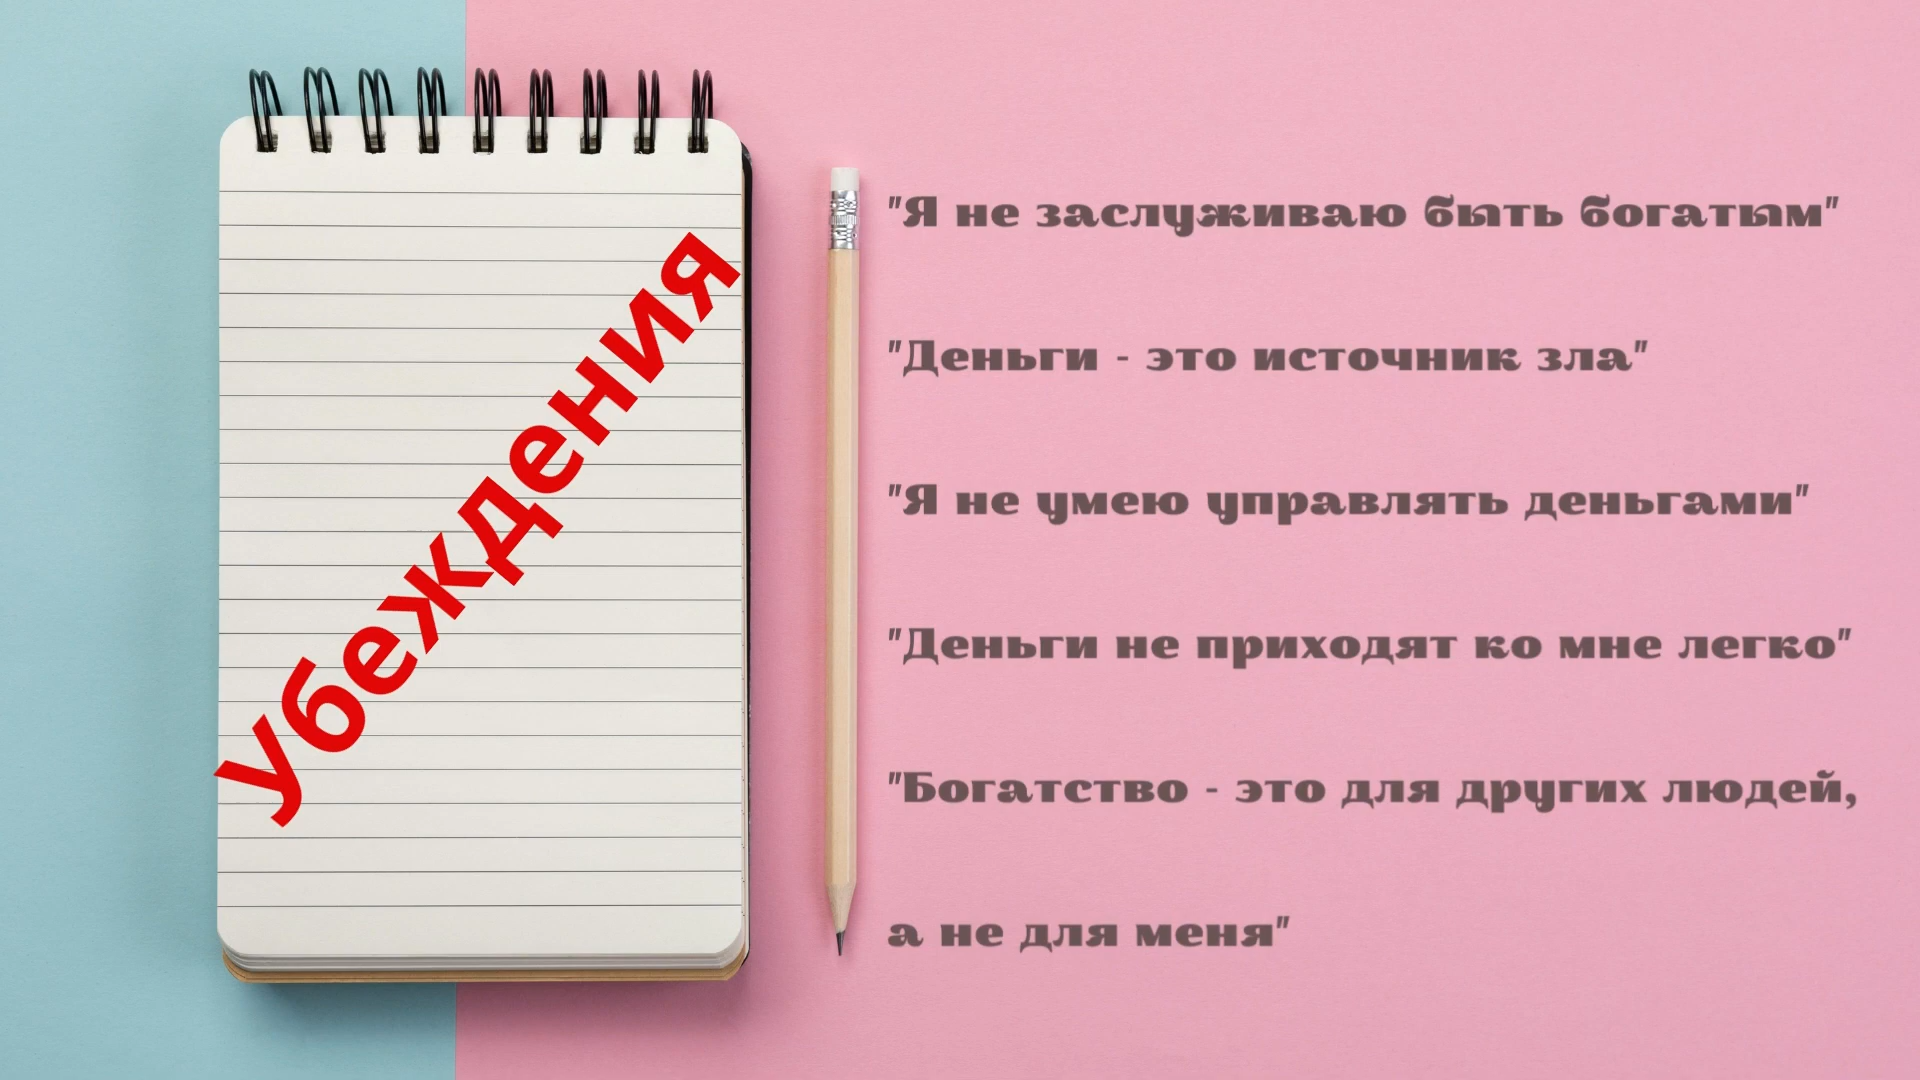 Убеждения
"Я не заслуживаю быть богатым"
"Деньги - это источник зла"
"Я не умею управлять деньгами"
"Деньги не приходят ко мне легко"
"Богатство - это для других людей,
а не для меня"